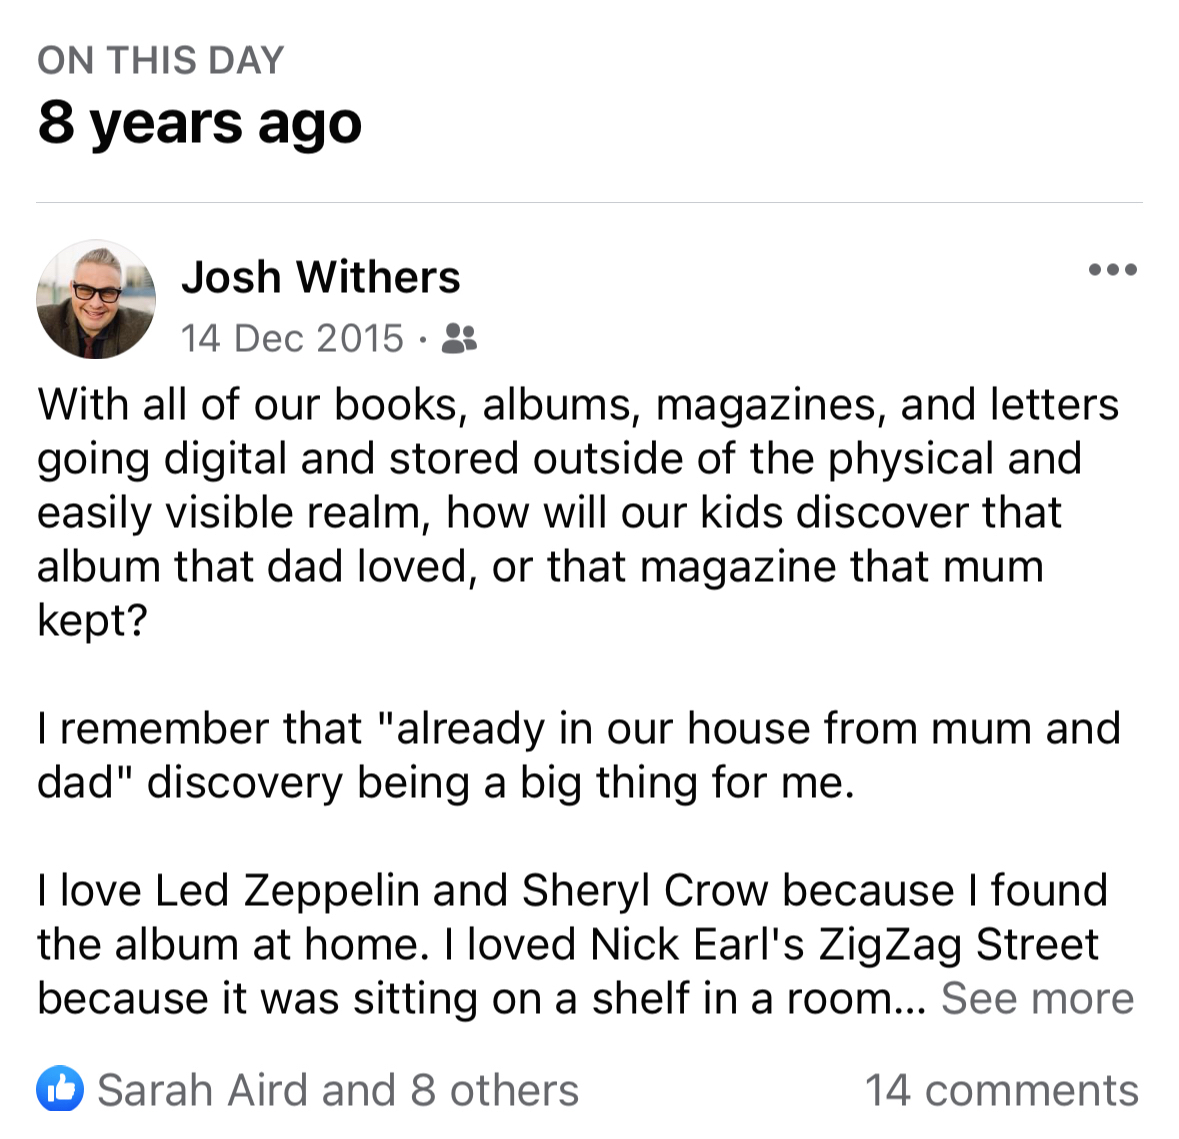 ON THIS DAY
8 years ago
Josh Withers
14 Dec 2015 ·
With all of our books, albums, magazines, and letters
going digital and stored outside of the physical and
easily visible realm, how will our kids discover that
album that dad loved, or that magazine that mum
kept?
I remember that "already in our house from mum and
dad" discovery being a big thing for me.
I love Led Zeppelin and Sheryl Crow because I found
the album at home. I loved Nick Earl's ZigZag Street
because it was sitting on a shelf in a room... See more
Sarah Aird and 8 others 14 comments